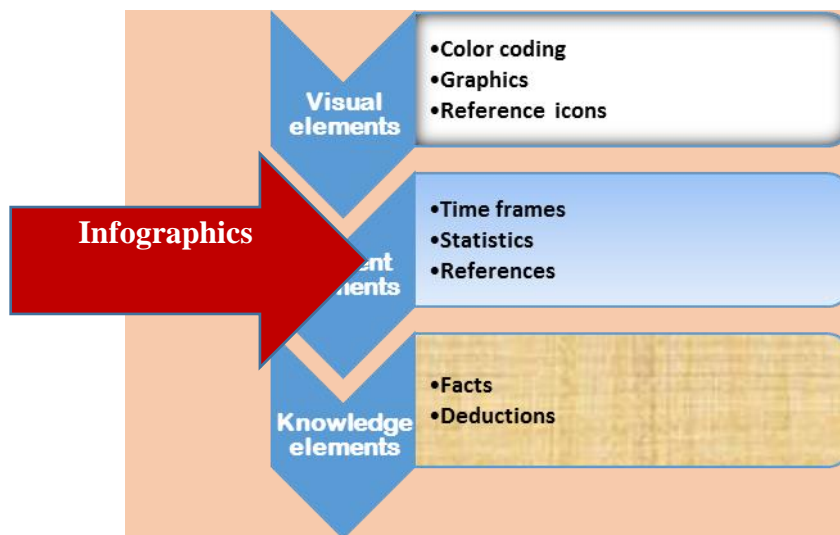 Visual
elements
•Color coding
•Graphics
•Reference icons
Infographics
•Time frames
•Statistics
•References
Knowledge
elements
•Facts
•Deductions